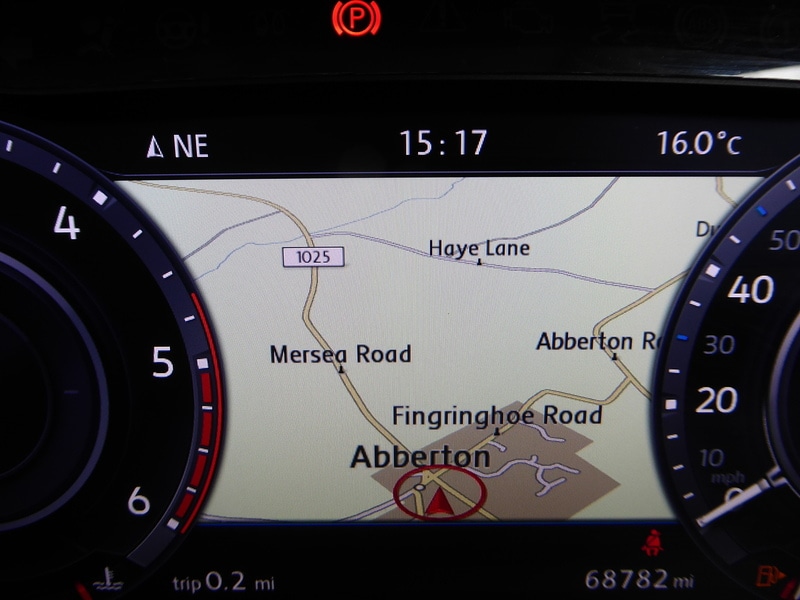 P
NE 15:17 16.0°C
4
1025
Haye Lane
50
40
5
Mersea Road
Abberton
30
Fingringhoe Road
20
Abberton
10
mph
6
0
trip 0.2 mi
68782 mi